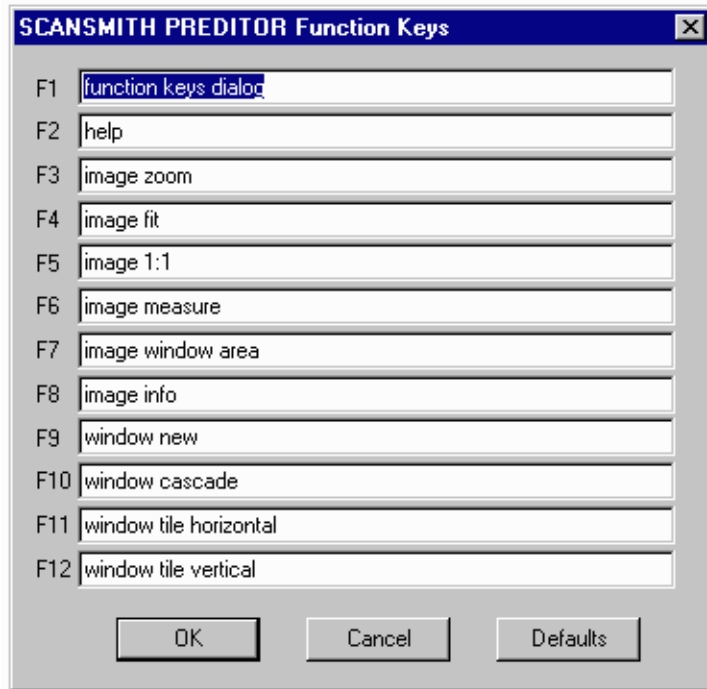 SCANSMITH PREDITOR Function Keys
F1 function keys dialog
F2 help
F3 image zoom
F4 image fit
F5 image 1:1
F6 image measure
F7 image window area
F8 image info
F9 window new
F10 window cascade
F11 window tile horizontal
F12 window tile vertical
OK Cancel Defaults